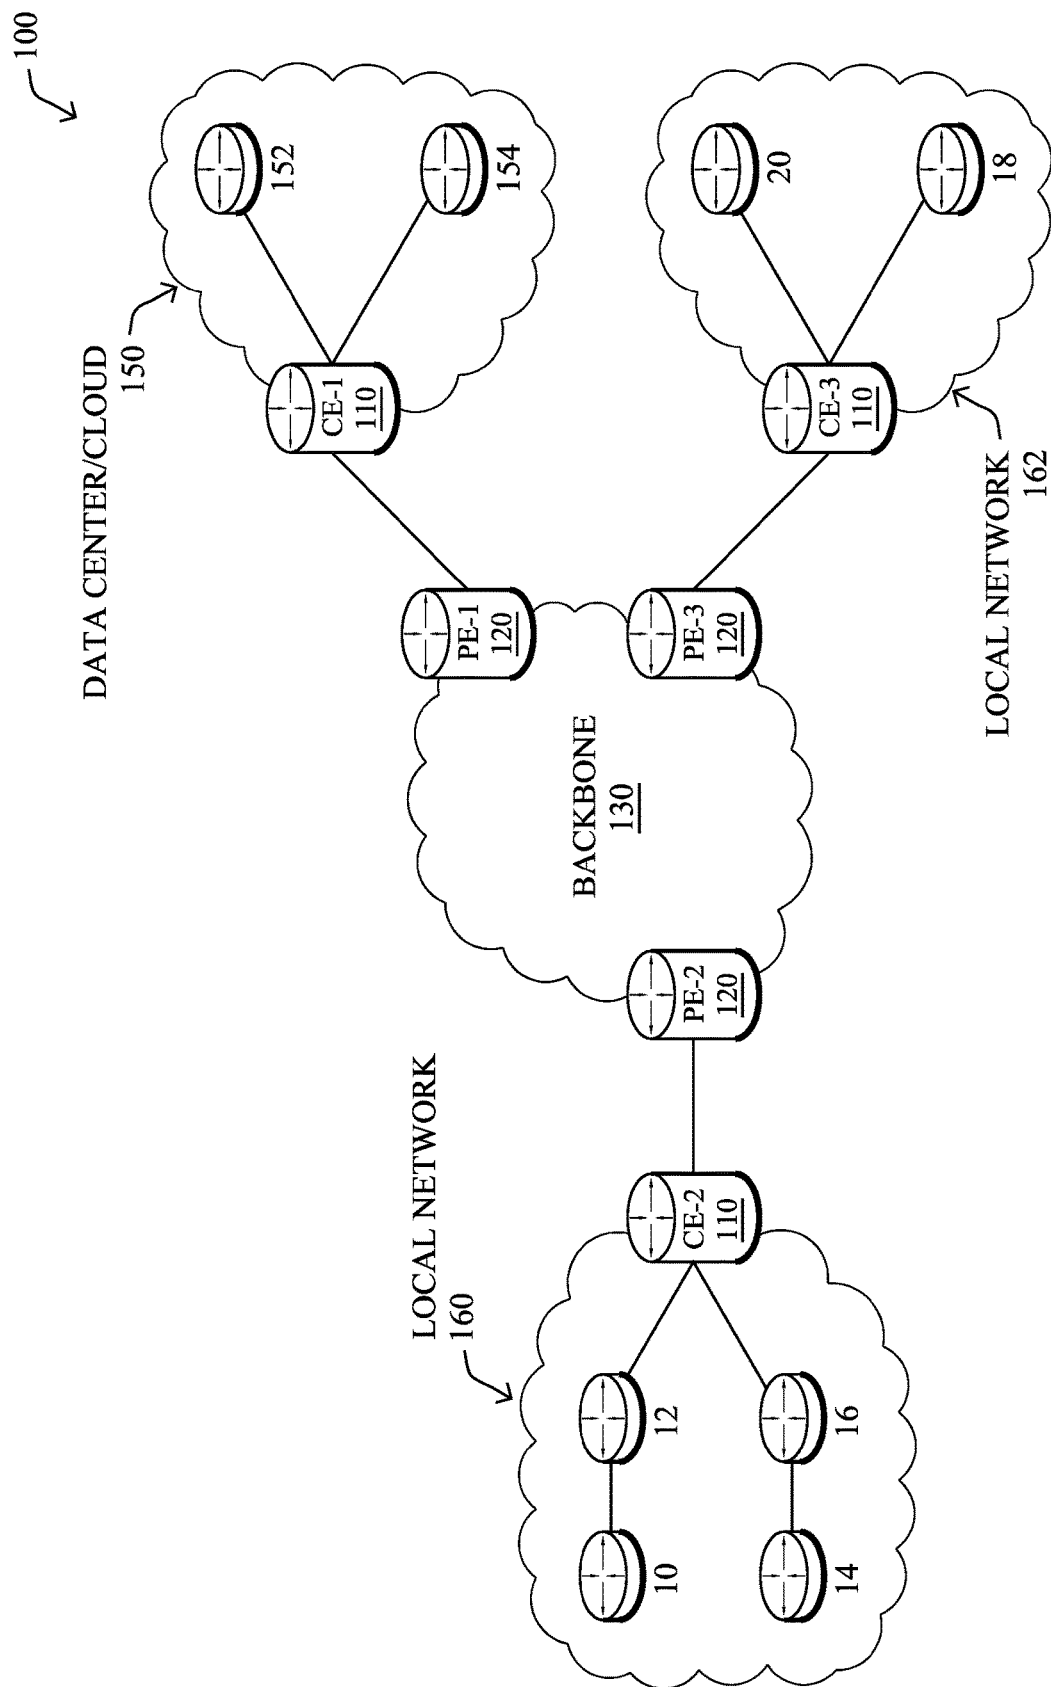 100
DATA CENTER/CLOUD
150
152
154
CE-1
110
PE-1
120
LOCAL NETWORK
160
BACKBONE
130
10
12
14
16
CE-2
110
PE-2
120
PE-3
120
CE-3
110
20
18
LOCAL NETWORK
162